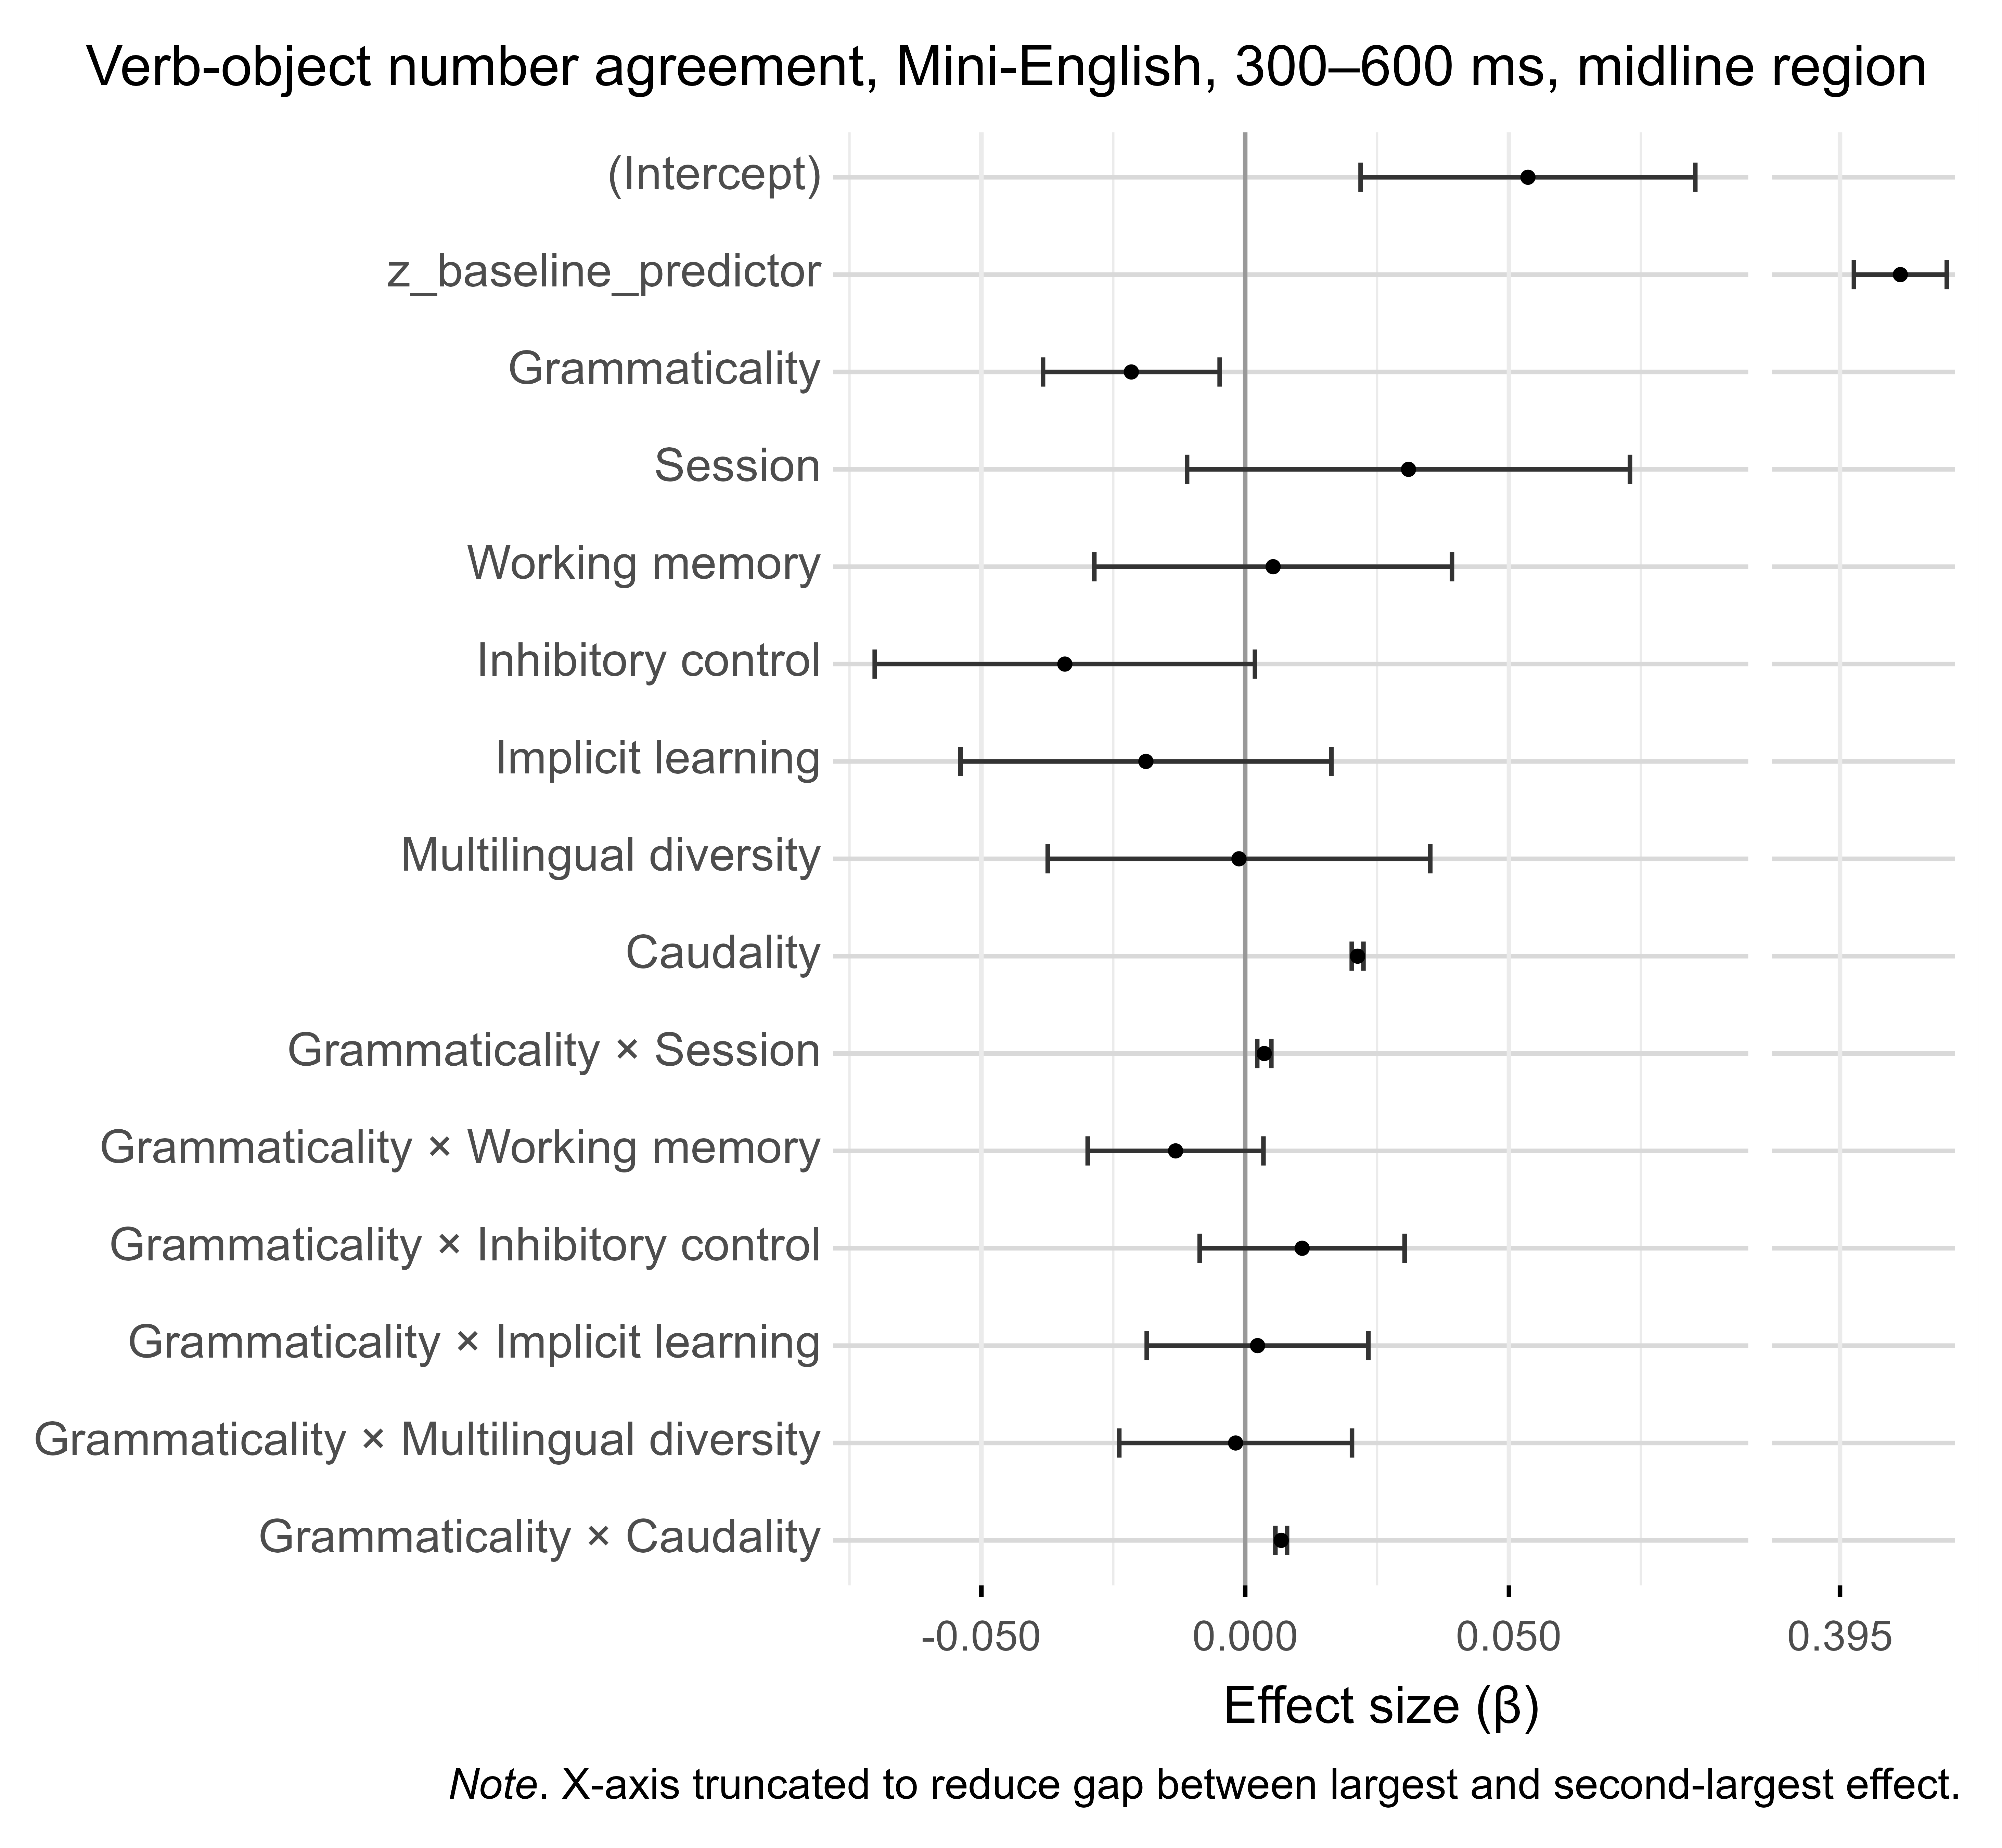 Verb-object number agreement, Mini-English, 300–600 ms, midline region
(Intercept)
z_baseline_predictor
Grammaticality
Session
Working memory
Inhibitory control
Implicit learning
Multilingual diversity
Caudality
Grammaticality × Session
Grammaticality × Working memory
Grammaticality × Inhibitory control
Grammaticality × Implicit learning
Grammaticality × Multilingual diversity
Grammaticality × Caudality
-0.050 0.000 0.050 0.395
Effect size (β)
Note. X-axis truncated to reduce gap between largest and second-largest effect.